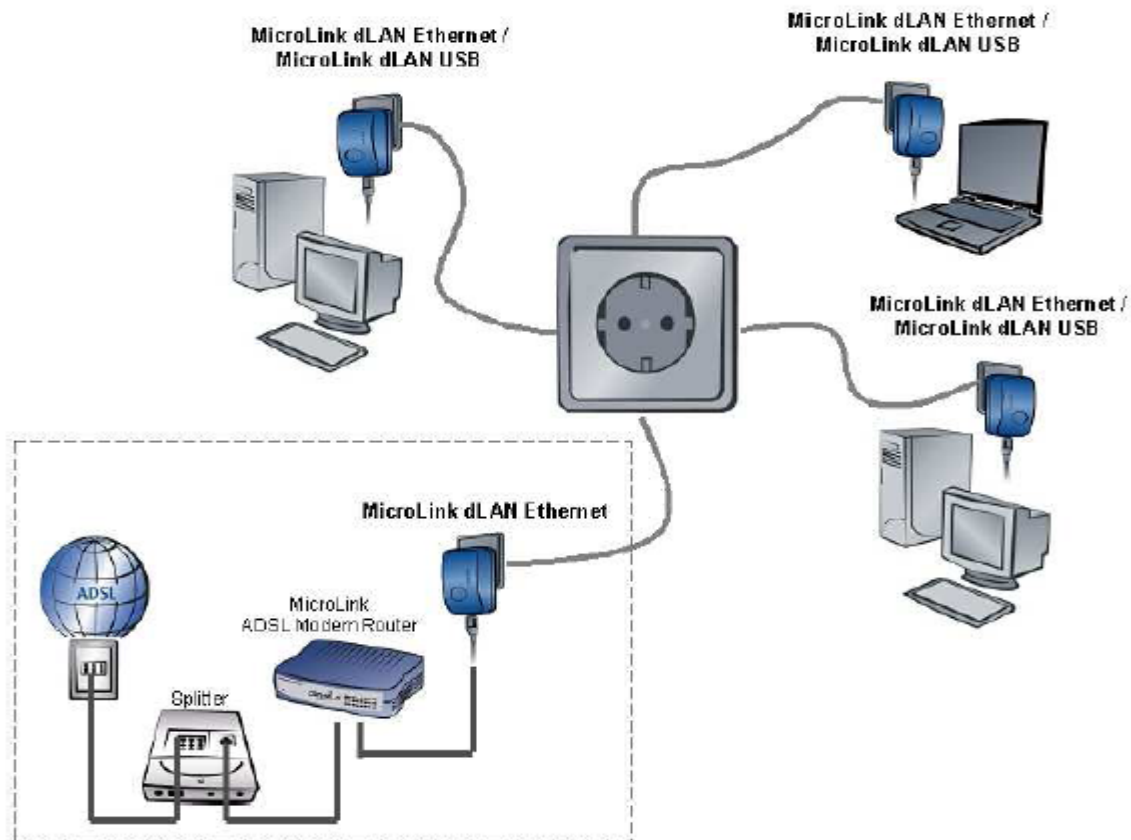 MicroLink dLAN Ethernet /
MicroLink dLAN USB
MicroLink dLAN Ethernet /
MicroLink dLAN USB
MicroLink dLAN Ethernet /
MicroLink dLAN USB
MicroLink dLAN Ethernet
ADSL
MicroLink
ADSL Modem Router
Splitter